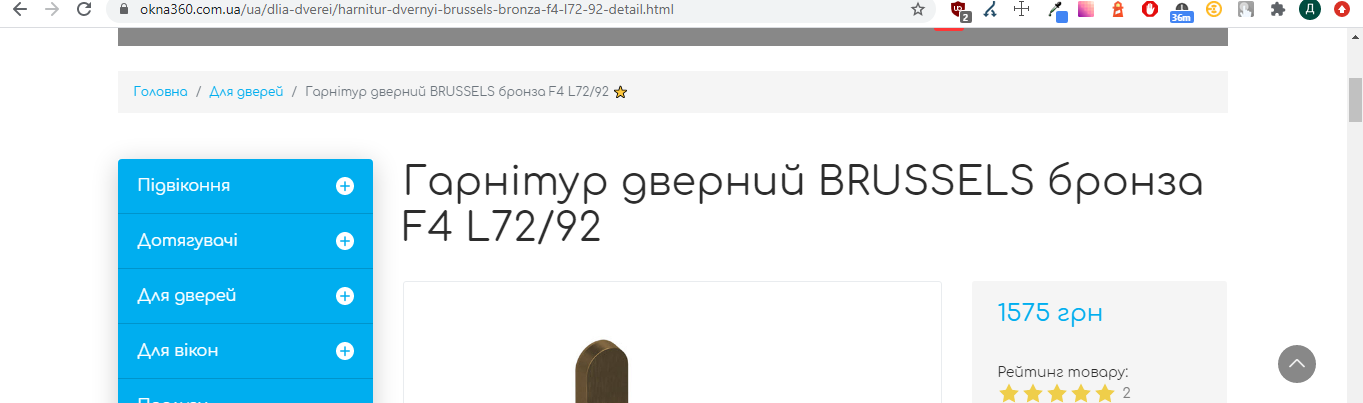 okna360.com.ua/ua/dlia-dverei/harnitur-dvernyi-brussels-bronza-f4-l72-92-detail.html
2
36m
Д
Головна / Для дверей / Гарнітур дверний BRUSSELS бронза F4 L72/92
Підвіконня
Дотягувачі
Для дверей
Для вікон
Гарнітур дверний BRUSSELS бронза
F4 L72/92
1575 грн
Рейтинг товару:
2